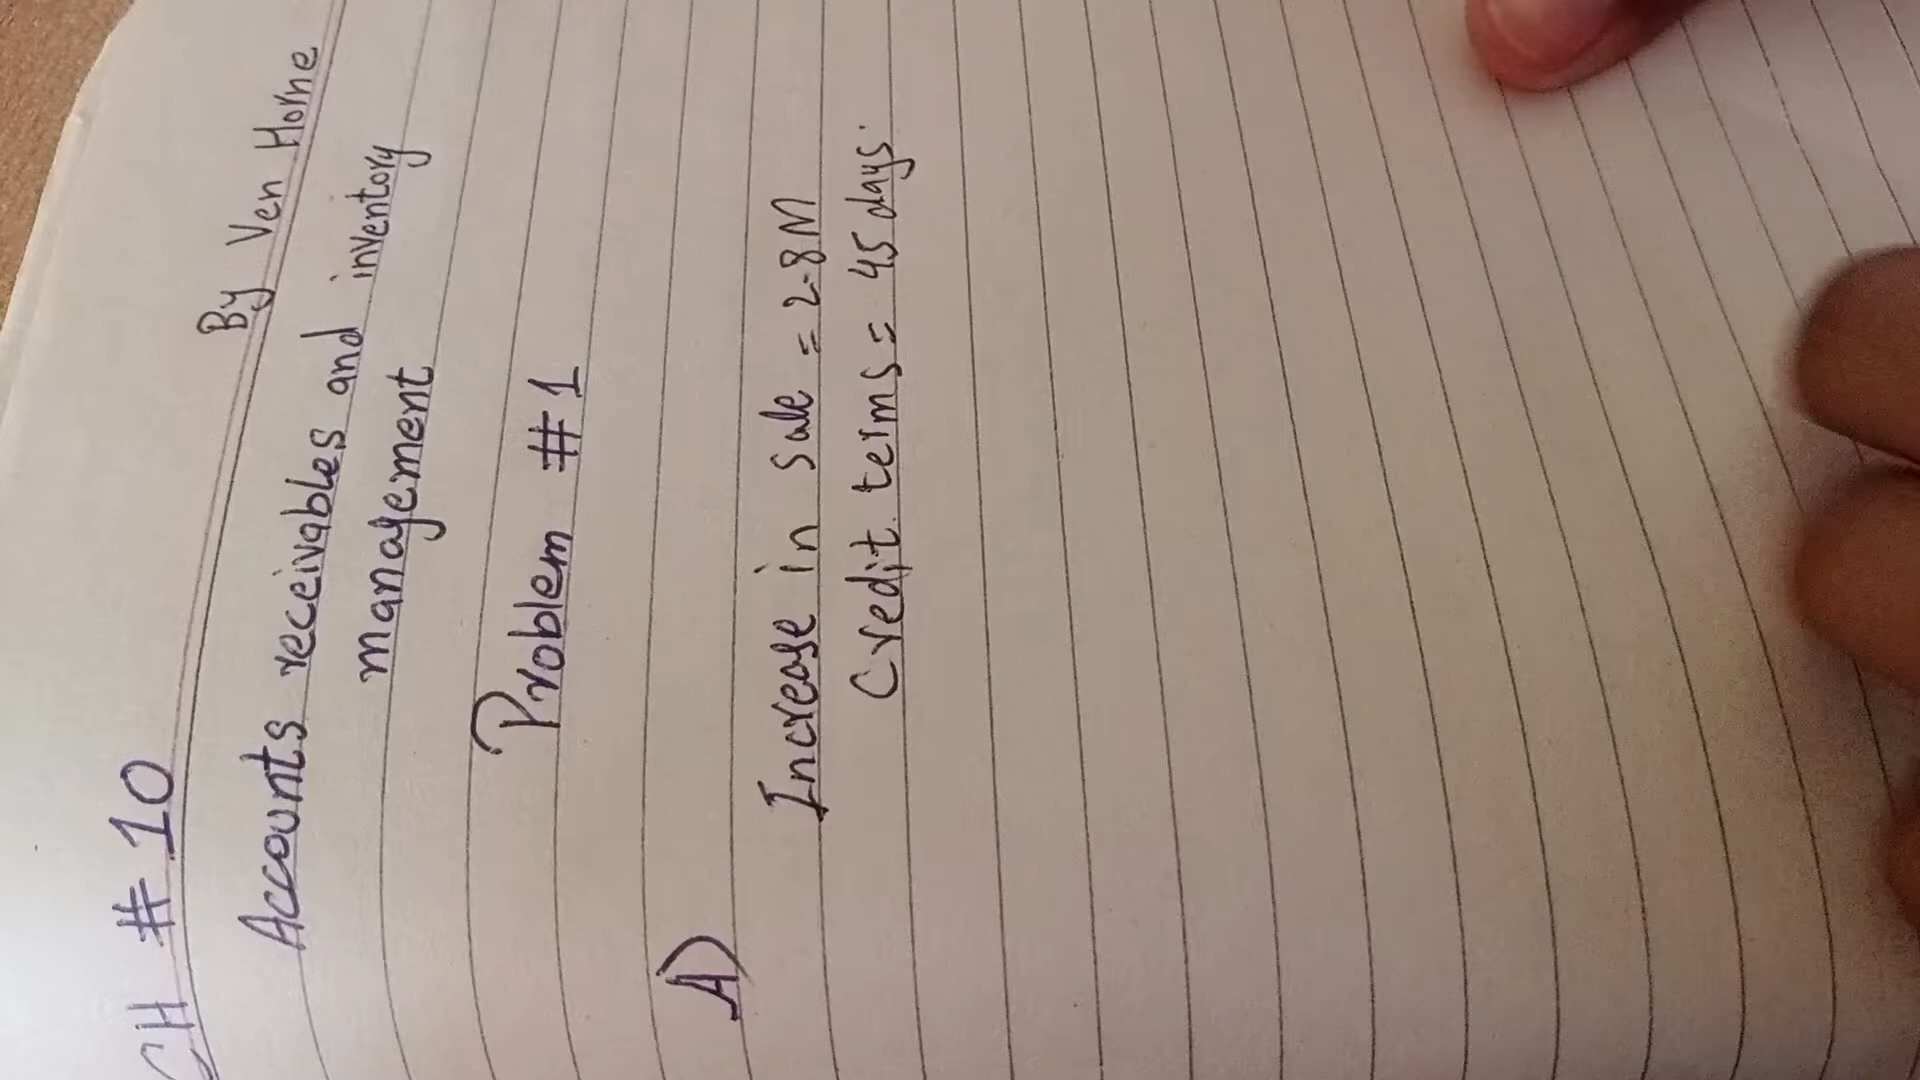 CH # 10
By Ven Horne
Accounts receivables and inventory
management
Problem #1
A)
Increase in sale = 2.8M
Credit terms = 45 days.